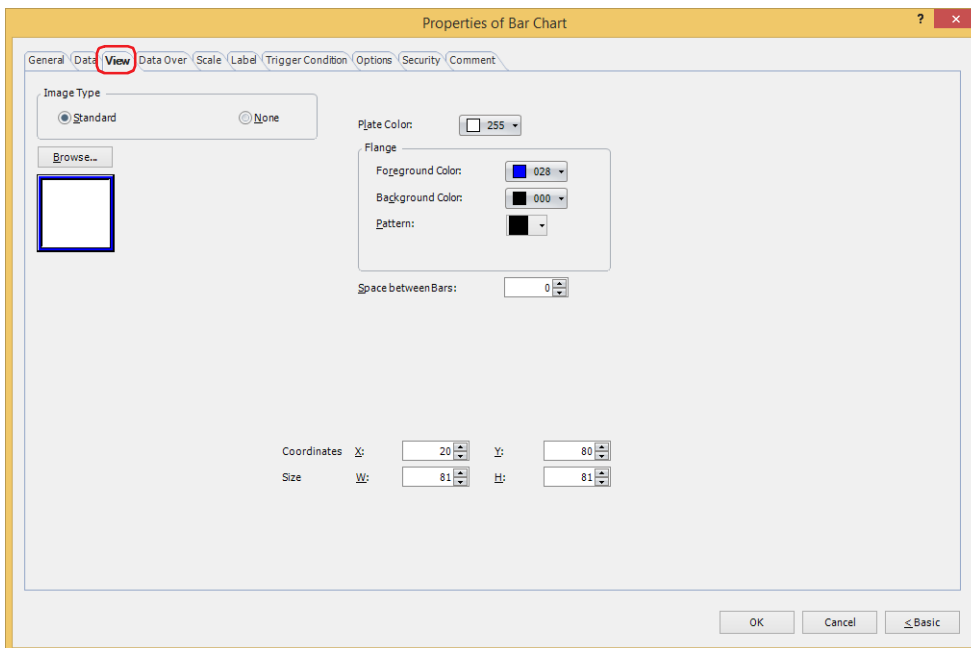 Properties of Bar Chart
?
General Data View Data Over Scale Label Trigger Condition Options Security Comment
Image Type
Standard None
Browse...
Plate Color: 255
Flange
Foreground Color: 028
Background Color: 000
Pattern:
Space between Bars: 0
Coordinates X: 20 Y: 80
Size W: 81 H: 81
OK Cancel < Basic